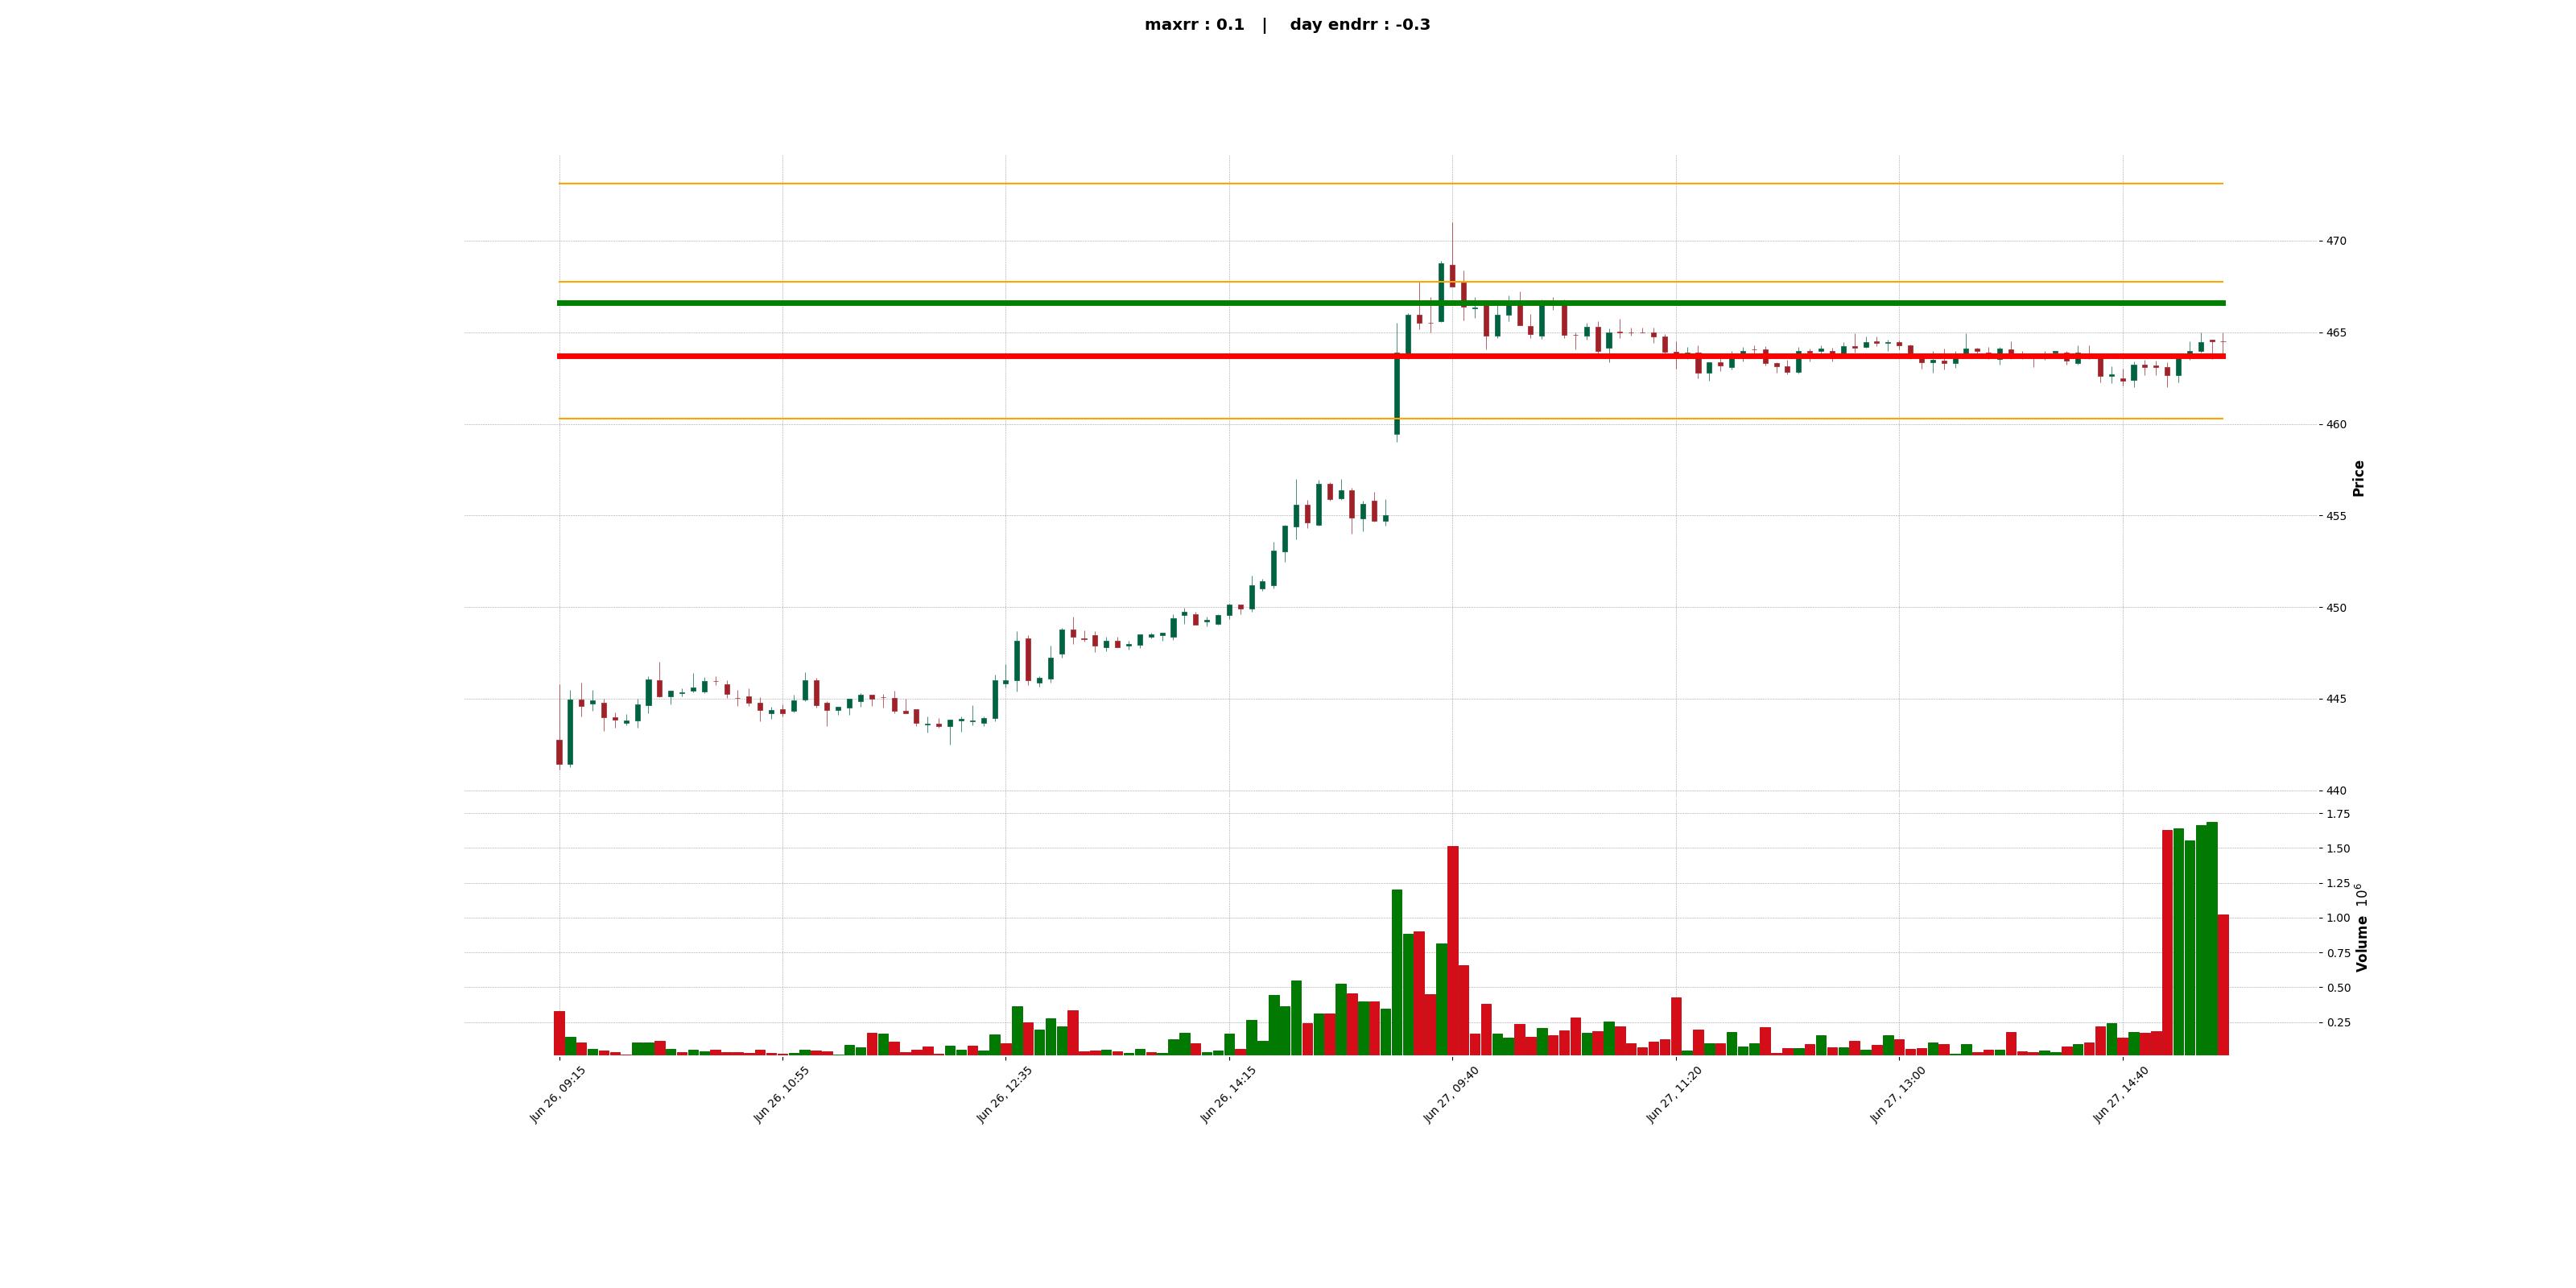 maxrr : 0.1 | day endrr : -0.3
470
465
460
455
450
445
440
Price
1.75
1.50
1.25
1.00
0.75
0.50
0.25
Volume 10^6
Jun 26, 09:15
Jun 26, 10:55
Jun 26, 12:35
Jun 26, 14:15
Jun 27, 09:40
Jun 27, 11:20
Jun 27, 13:00
Jun 27, 14:40